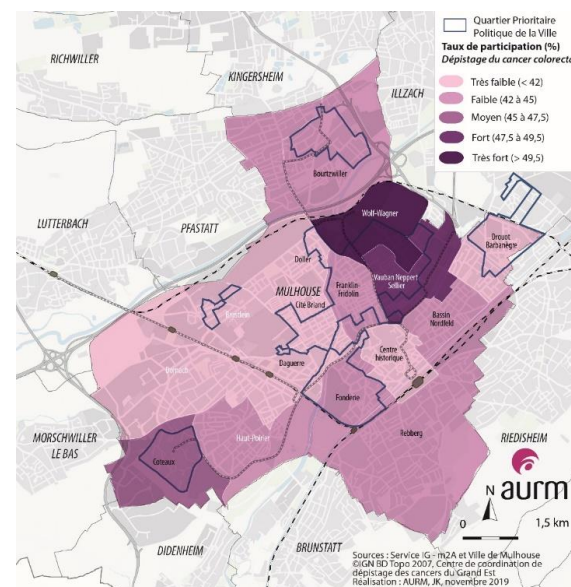 Quartier Prioritaire
Politique de la Ville
Taux de participation (%)
Dépistage du cancer colorecta
Très faible (< 42)
Faible (42 à 45)
Moyen (45 à 47,5)
Fort (47,5 à 49,5)
Très fort (> 49,5)
RICHWILLER
KINGERSHEIM
ILLZACH
Bourtzwiller
LUTTERBACH
PFASTATT
Wolf-Wagner
Drouot
Barbanègre
Doller
MULHOUSE
Cité Briand
Franklin-
Fridolin
Vauban Neppert
Sellier
Brustlein
Bassin
Nordfeld
Daguerre
Centre
historique
Dornach
Fonderie
Haut-Poirier
Rebberg
MORSCHWILLER
LE BAS
Coteaux
RIEDISHEIM
aurm
N
0 1,5 km
DIDENHEIM
BRUNSTATT
Sources : Service IG - m2A et Ville de Mulhouse
©IGN BD Topo 2007, Centre de coordination de
dépistage des cancers du Grand Est
Réalisation : AURM, JK, novembre 2019